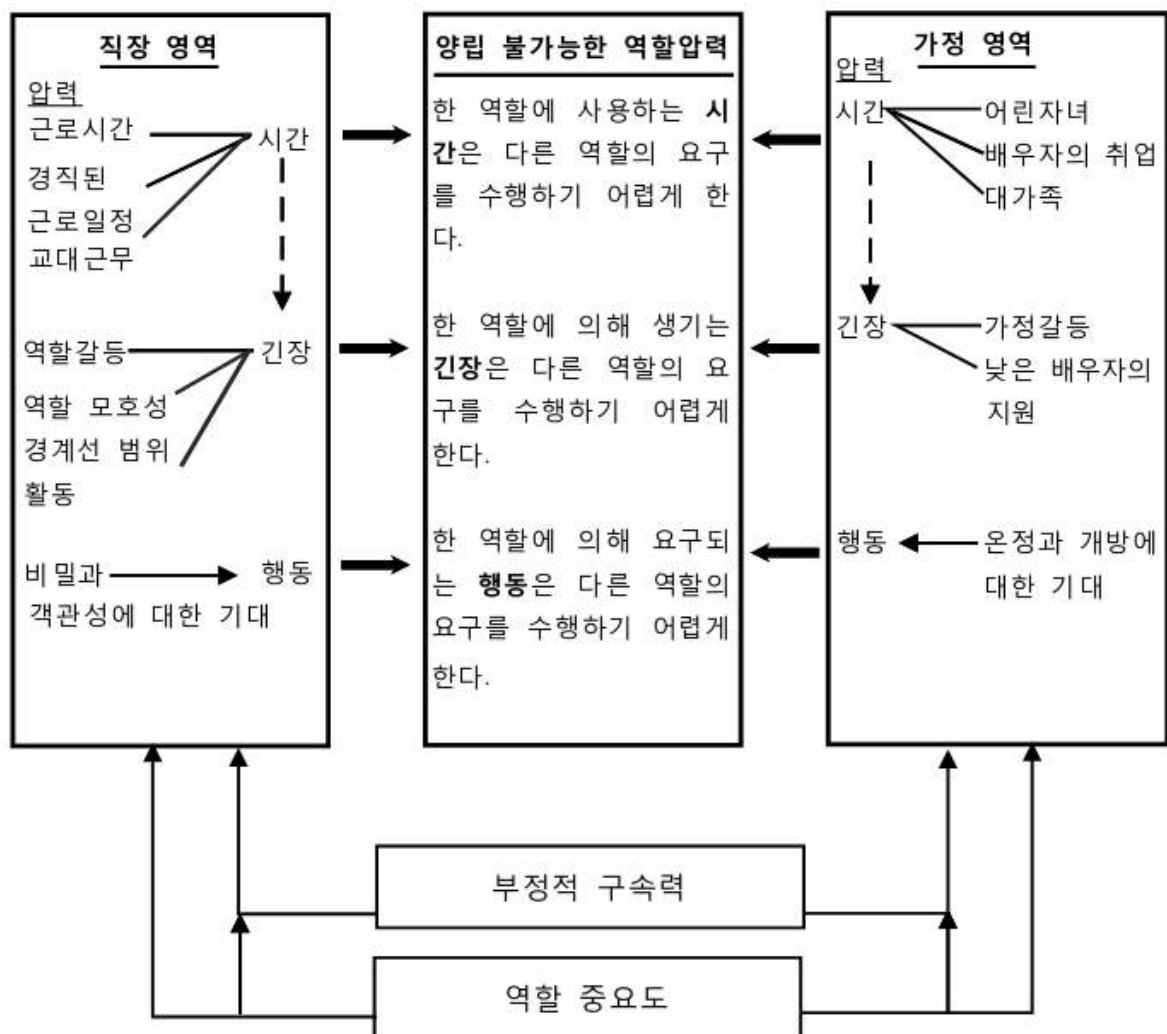 직장 영역
압력
근로시간
시간
경직된
근로일정
교대근무
역할갈등
긴장
역할 모호성
경계선 범위
활동
비밀과
행동
객관성에 대한 기대
양립 불가능한 역할압력
한 역할에 사용하는 시
간은 다른 역할의 요구
를 수행하기 어렵게 한
다.
한 역할에 의해 생기는
긴장은 다른 역할의 요
구를 수행하기 어렵게
한다.
한 역할에 의해 요구되
는 행동은 다른 역할의
요구를 수행하기 어렵게
한다.
가정 영역
압력
시간
어린자녀
배우자의 취업
대가족
긴장
가정갈등
낮은 배우자의
지원
행동
온정과 개방에
대한 기대
부정적 구속력
역할 중요도